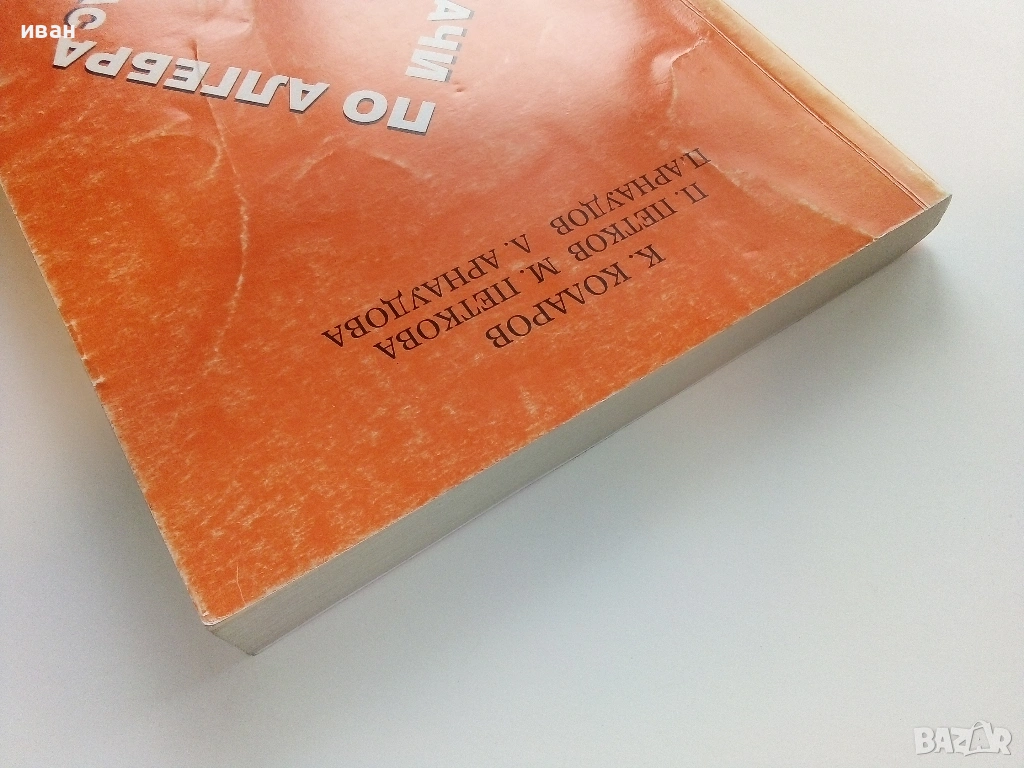 К. КОЛАРОВ
П. ПЕТКОВ М. ПЕТКОВА
П.АРНАУДОВ Л. АРНАУДОВА
АЧИ
ПО АЛГЕБРА
иван
BAZAR